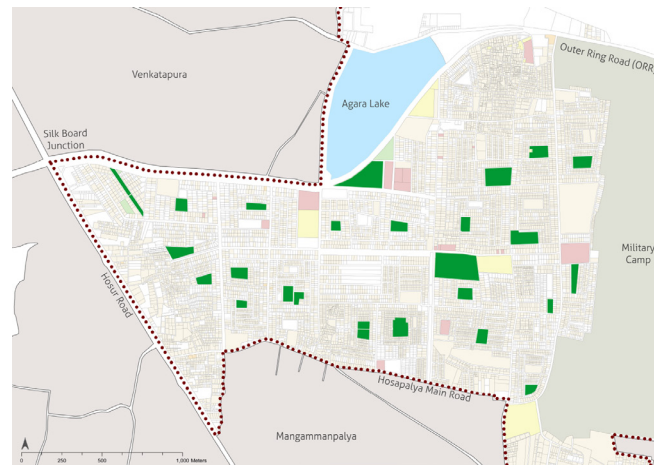 Venkatapura
Outer Ring Road (ORR)
Agara Lake
Silk Board
Junction
Military
Camp
Hosur Road
Hosapalya Main Road
Mangammanpalya
0 250 500 1,000 Meters